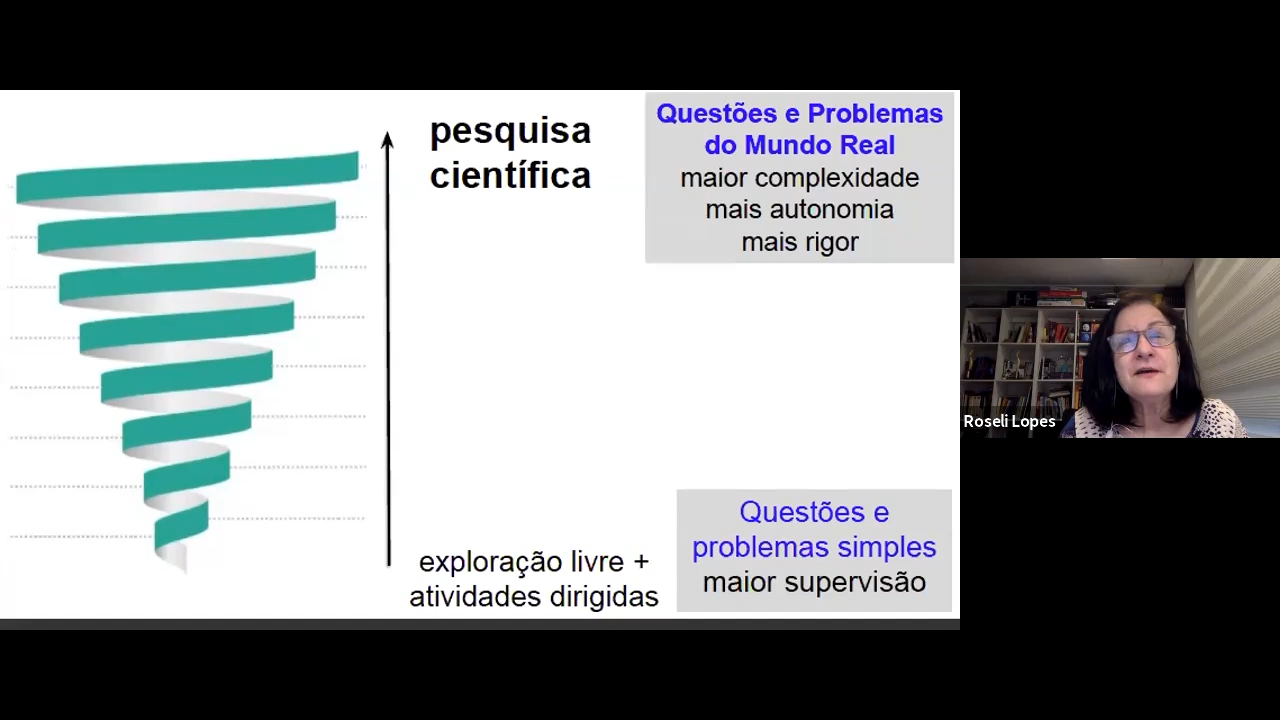 pesquisa
científica
Questões e Problemas
do Mundo Real
maior complexidade
mais autonomia
mais rigor
Roseli Lopes
exploração livre +
atividades dirigidas
Questões e
problemas simples
maior supervisão